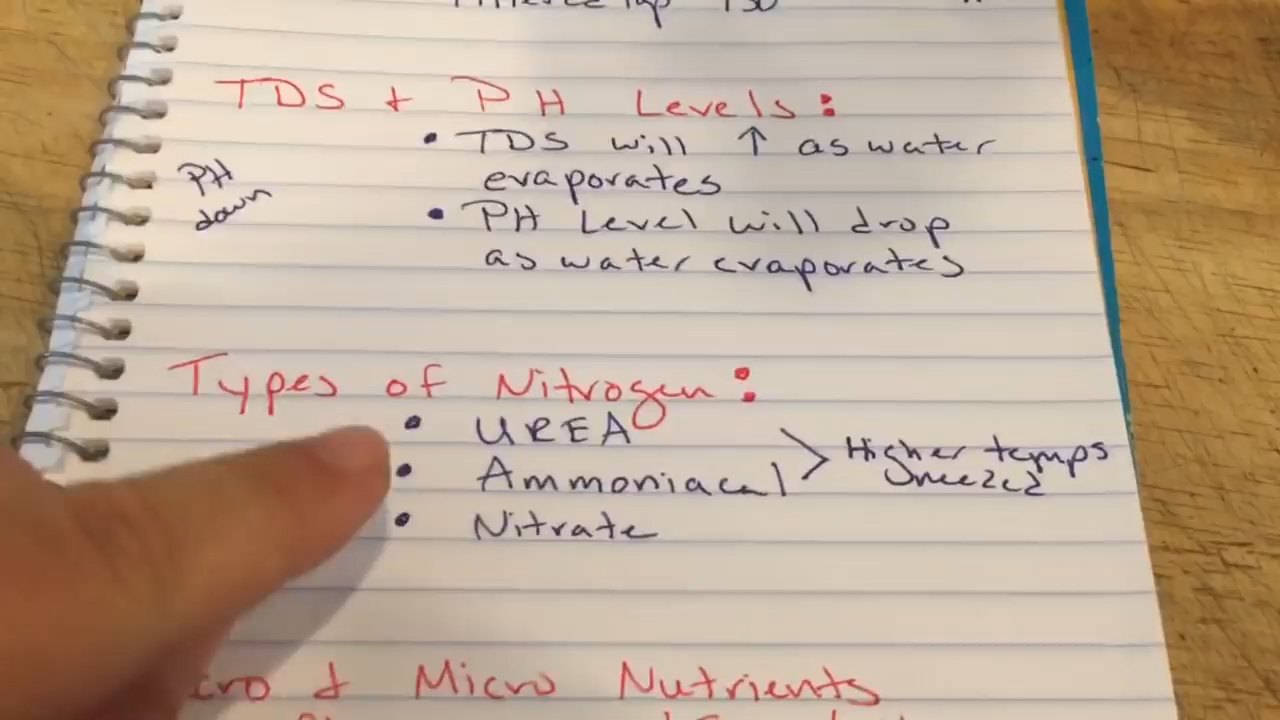 TDS + PH Levels:
• TDS will ↑ as water
evaporates
PH
down
• PH Level will drop
as water evaporates
Types of Nitrogen:
• UREA
• Ammoniacal > Higher temps
• Nitrate
& Micro Nutrients